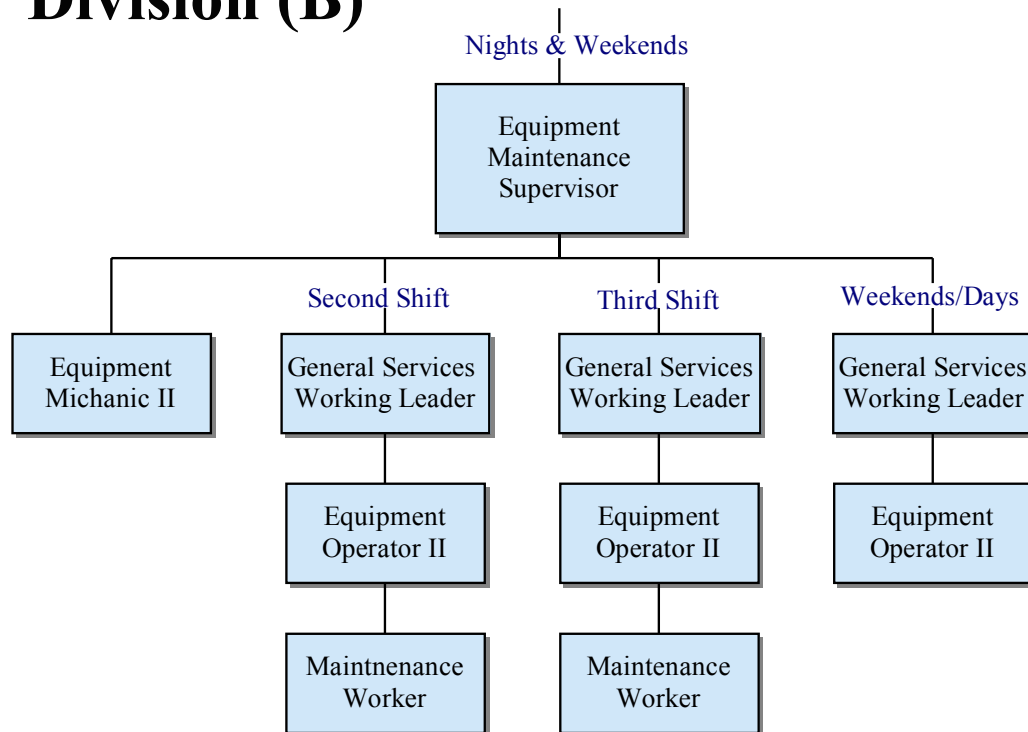 Division (B)
Nights & Weekends
Equipment
Maintenance
Supervisor
Second Shift
Third Shift
Weekends/Days
Equipment
Michanic II
General Services
Working Leader
General Services
Working Leader
General Services
Working Leader
Equipment
Operator II
Equipment
Operator II
Equipment
Operator II
Maintnenance
Worker
Maintenance
Worker